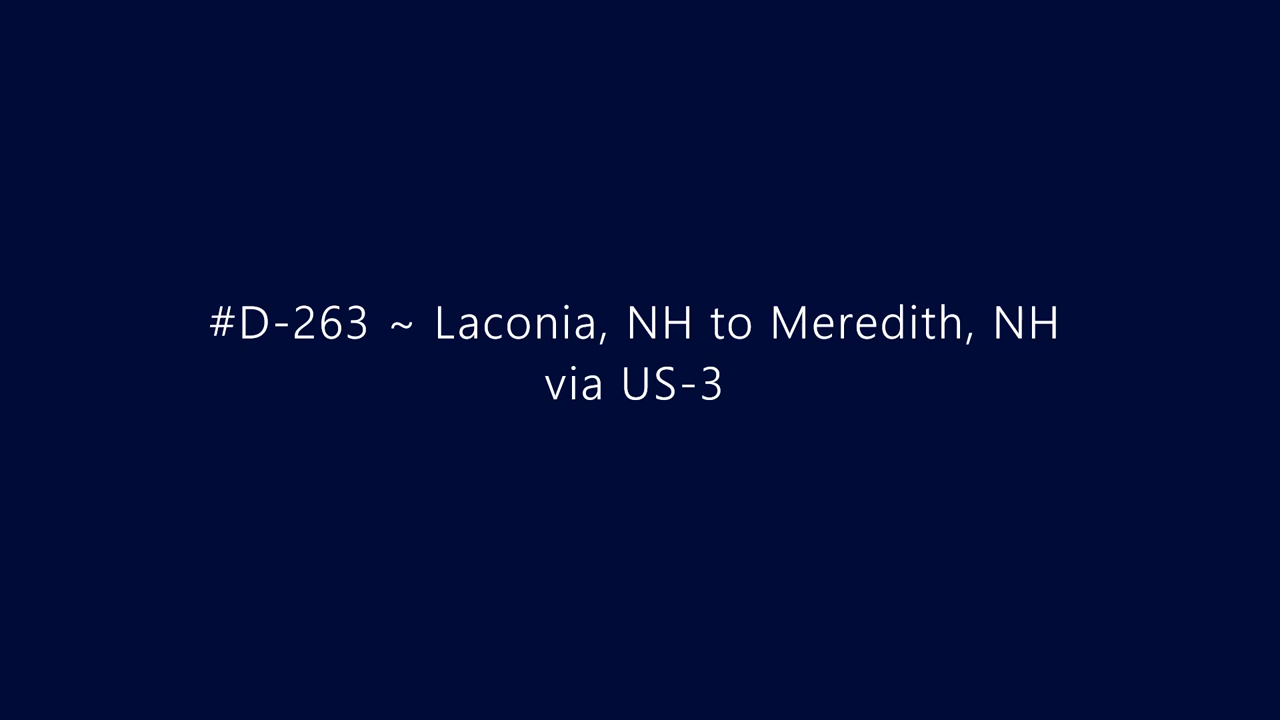 #D-263 ~ Laconia, NH to Meredith, NH
via US-3